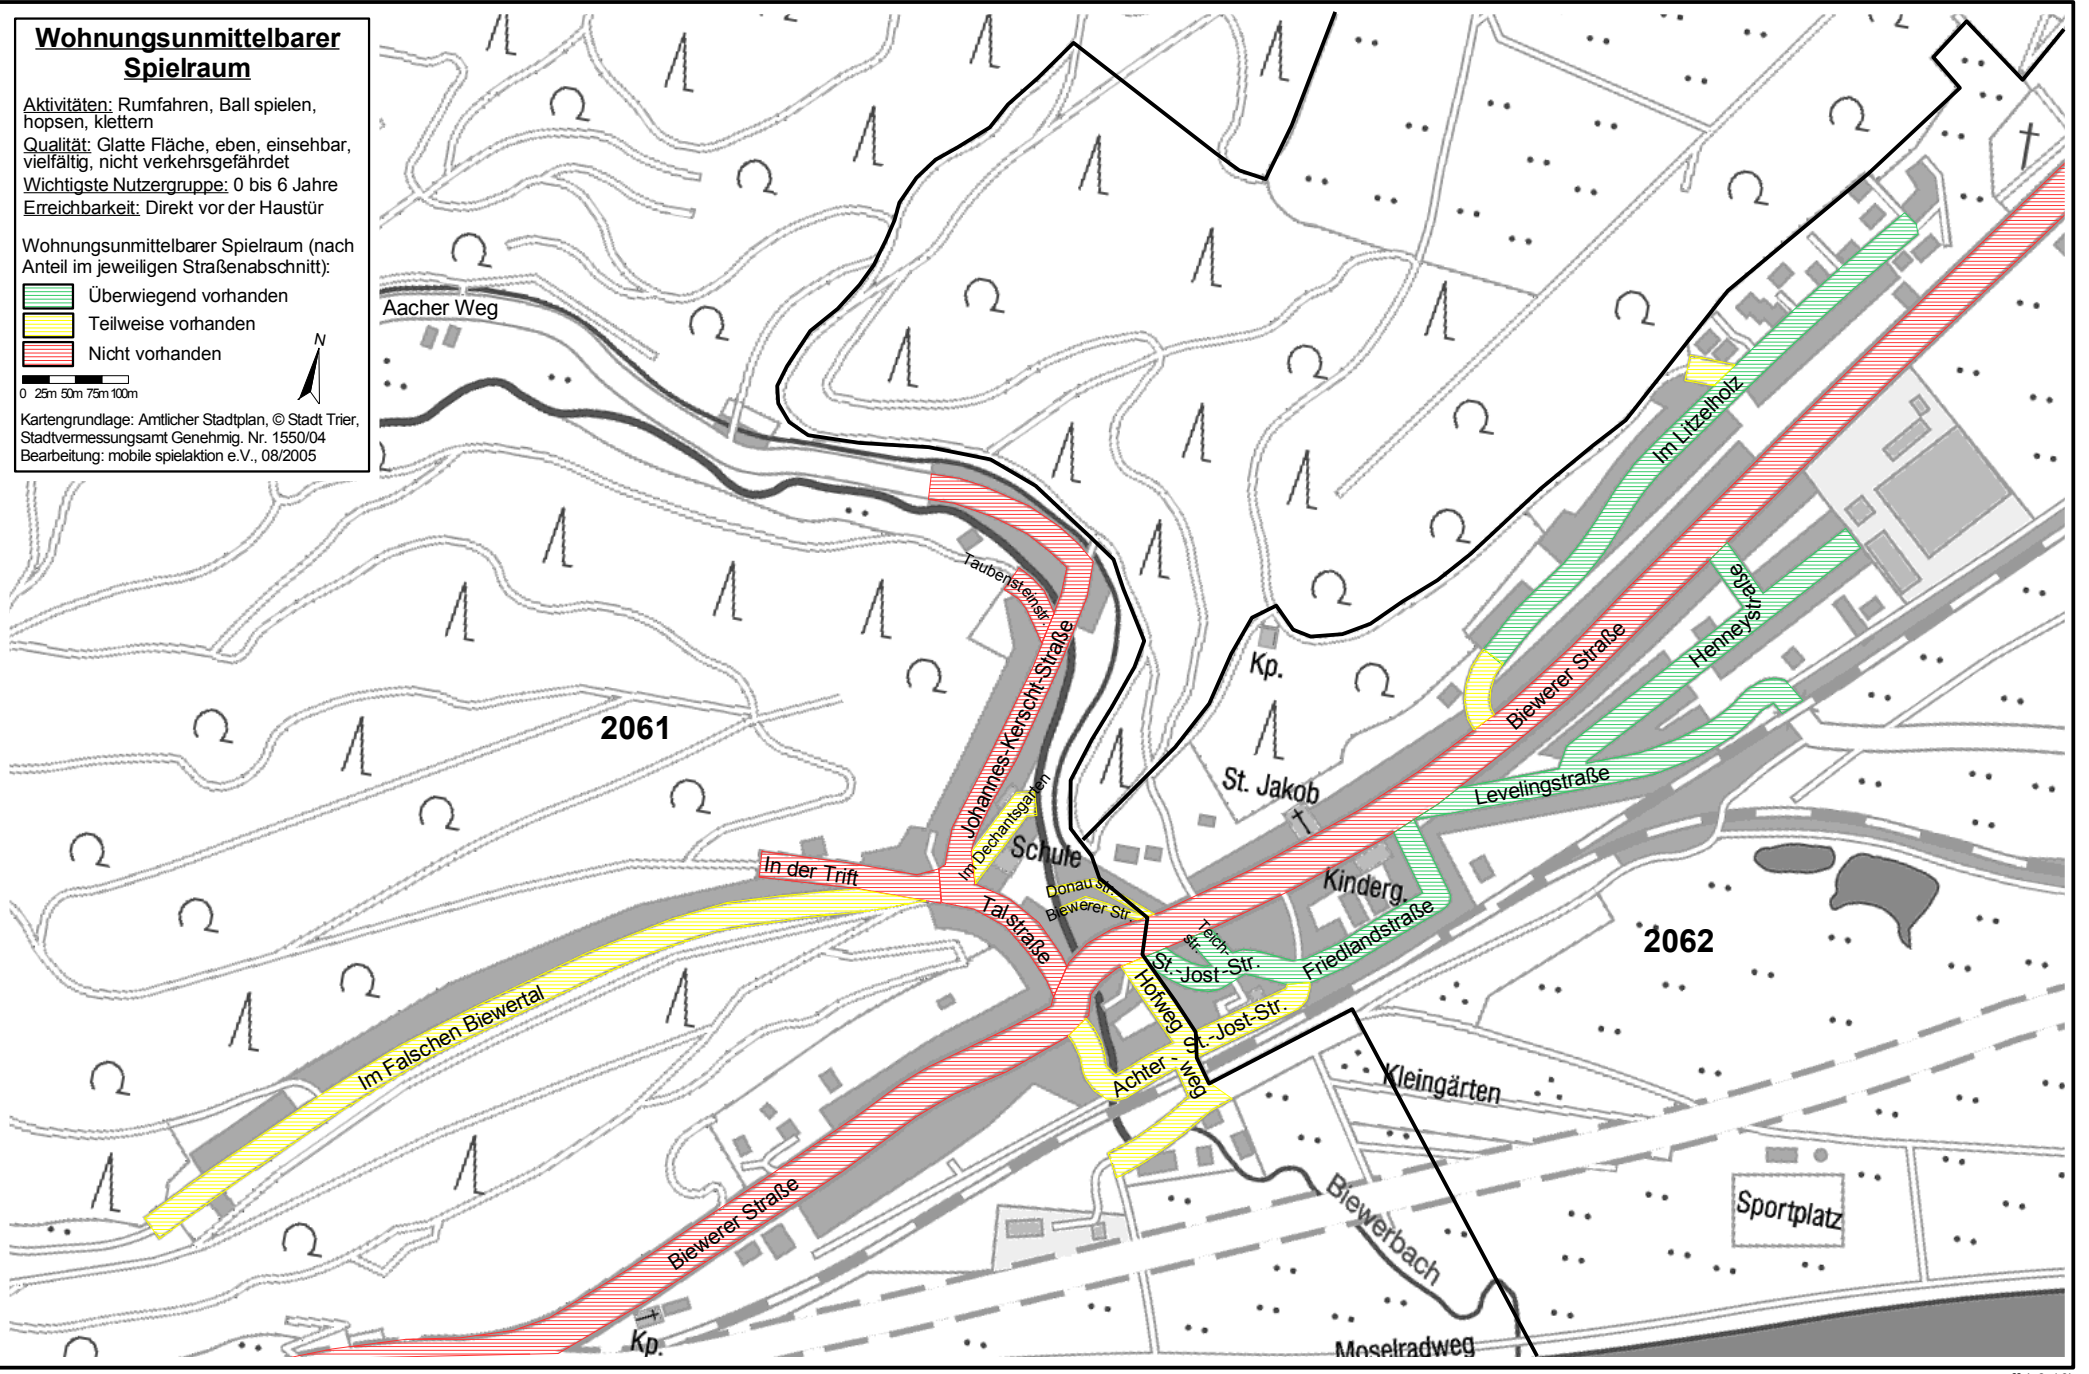 Wohnungsunmittelbarer
Spielraum
Aktivitäten: Rumfahren, Ball spielen,
hopsen, klettern
Qualität: Glatte Fläche, eben, einsehbar,
vielfältig, nicht verkehrsgefährdet
Wichtigste Nutzergruppe: 0 bis 6 Jahre
Erreichbarkeit: Direkt vor der Haustür
Wohnungsunmittelbarer Spielraum (nach
Anteil im jeweiligen Straßenabschnitt):
Überwiegend vorhanden
Teilweise vorhanden
Nicht vorhanden
N
0 25m 50m 75m 100m
Kartengrundlage: Amtlicher Stadtplan, © Stadt Trier,
Stadtvermessungsamt Genehmig. Nr. 1550/04
Bearbeitung: mobile spielaktion e.V., 08/2005
Aacher Weg
Im Litzelholz
Taubensteinstr.
Johannes-Kerscht-Straße
Henneystraße
Biewerer Straße
Kp.
2061
St. Jakob
Levelingstraße
Im Dechantsgarten
Schule
In der Trift
Donaustr.
Biewerer Str.
Kinderg.
Talstraße
Teich-
str.
St.-Jost-Str.
Friedlandstraße
2062
Hofweg
St.-Jost-Str.
Im Falschen Biewertal
Achter-
weg
Kleingärten
Biewerer Straße
Biewerbach
Sportplatz
Kp.
Moselradweg